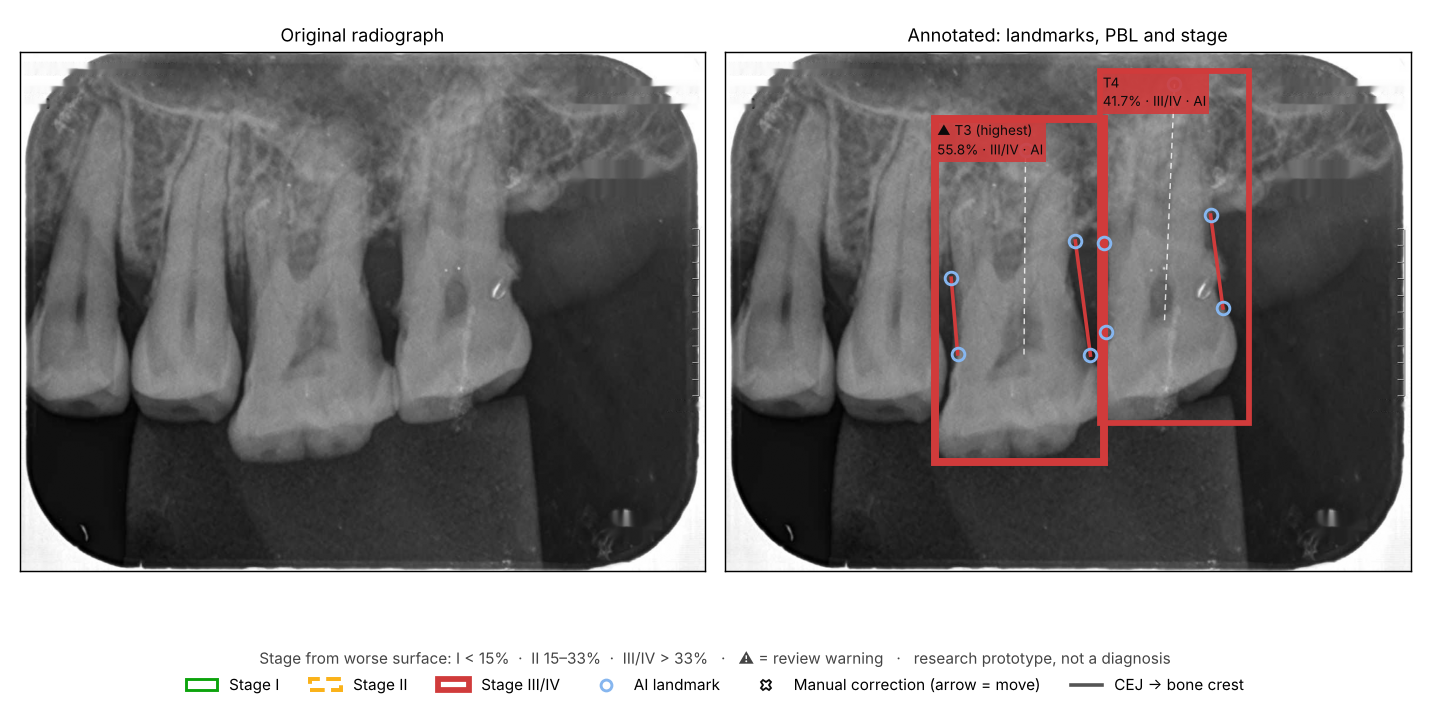 Original radiograph
Annotated: landmarks, PBL and stage
T4
41.7% · III/IV · AI
▲ T3 (highest)
55.8% · III/IV · AI
Stage from worse surface: I < 15% · II 15–33% · III/IV > 33% · ⚠ = review warning · research prototype, not a diagnosis
Stage I
Stage II
Stage III/IV
AI landmark
Manual correction (arrow = move)
CEJ → bone crest